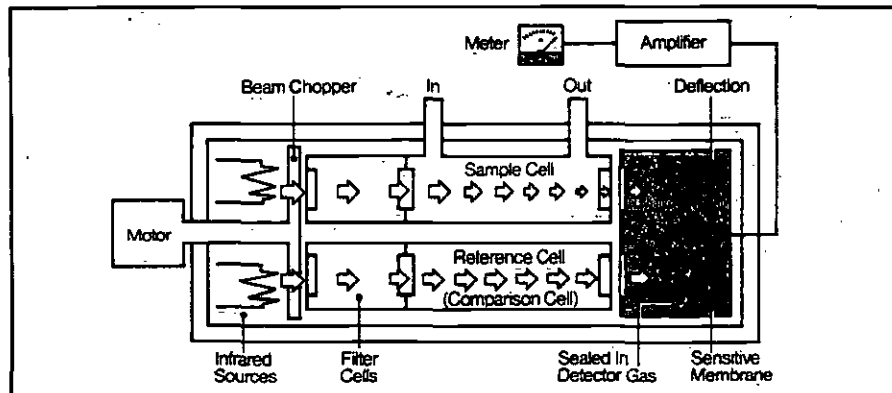 Meter
Amplifier
Beam Chopper
In
Out
Deflection
Sample Cell
Motor
Reference Cell
(Comparison Cell)
Infrared
Sources
Filter
Cells
Sealed In
Detector Gas
Sensitive
Membrane